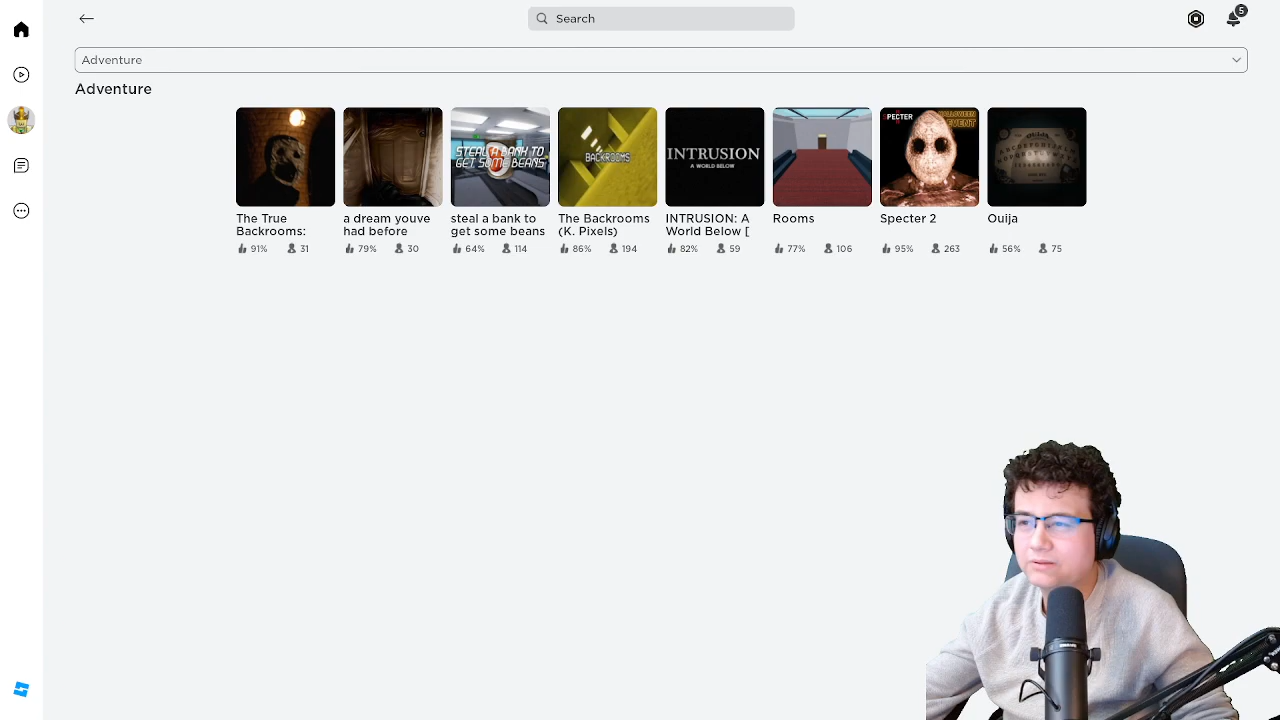 Search
5
Adventure
Adventure
STEAL A BANK TO
GET SOME BEANS
BACKROOMS
INTRUSION
A WORLD BELOW
SPECTER
HALLOWEEN
EVENT
OUIJA
The True
Backrooms:
a dream youve
had before
steal a bank to
get some beans
The Backrooms
(K. Pixels)
INTRUSION: A
World Below [
Rooms
Specter 2
Ouija
91% 31
79% 30
64% 114
86% 194
82% 59
77% 106
95% 263
56% 75